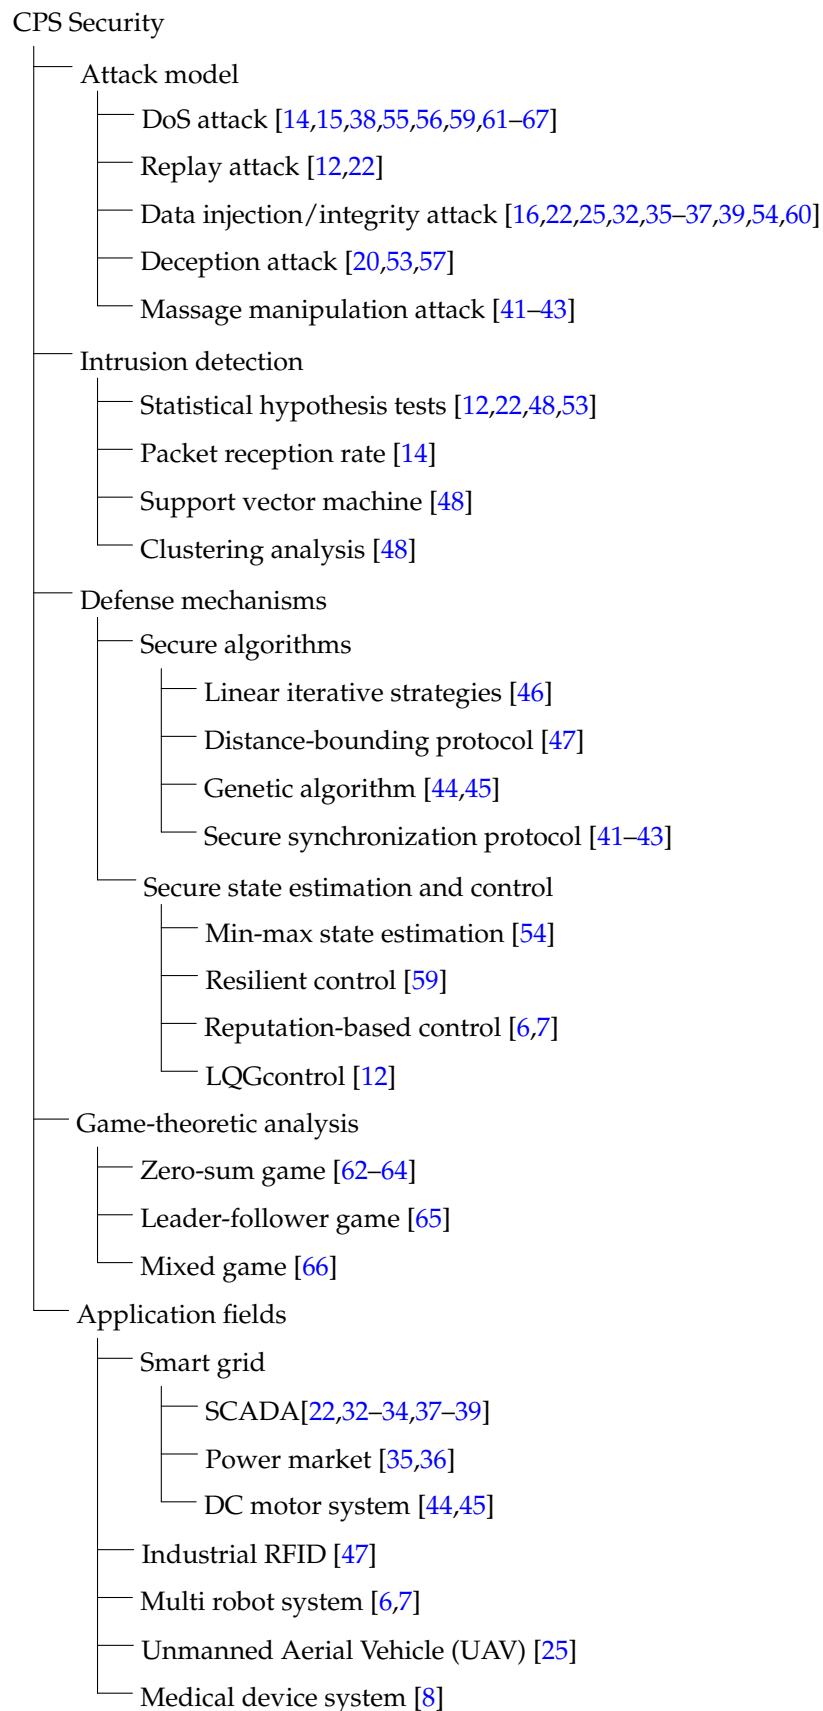 CPS Security
Attack model
DoS attack [14,15,38,55,56,59,61–67]
Replay attack [12,22]
Data injection/integrity attack [16,22,25,32,35–37,39,54,60]
Deception attack [20,53,57]
Massage manipulation attack [41–43]
Intrusion detection
Statistical hypothesis tests [12,22,48,53]
Packet reception rate [14]
Support vector machine [48]
Clustering analysis [48]
Defense mechanisms
Secure algorithms
Linear iterative strategies [46]
Distance-bounding protocol [47]
Genetic algorithm [44,45]
Secure synchronization protocol [41–43]
Secure state estimation and control
Min-max state estimation [54]
Resilient control [59]
Reputation-based control [6,7]
LQGcontrol [12]
Game-theoretic analysis
Zero-sum game [62–64]
Leader-follower game [65]
Mixed game [66]
Application fields
Smart grid
SCADA[22,32–34,37–39]
Power market [35,36]
DC motor system [44,45]
Industrial RFID [47]
Multi robot system [6,7]
Unmanned Aerial Vehicle (UAV) [25]
Medical device system [8]